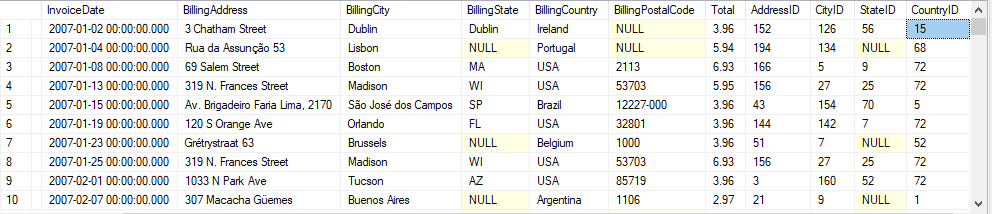 InvoiceDate BillingAddress BillingCity BillingState BillingCountry BillingPostalCode Total AddressID CityID StateID CountryID
1 2007-01-02 00:00:00.000 3 Chatham Street Dublin Dublin Ireland NULL 3.96 152 126 56 15
2 2007-01-04 00:00:00.000 Rua da Assunção 53 Lisbon NULL Portugal NULL 5.94 194 134 NULL 68
3 2007-01-08 00:00:00.000 69 Salem Street Boston MA USA 2113 6.93 166 5 9 72
4 2007-01-13 00:00:00.000 319 N. Frances Street Madison WI USA 53703 5.95 156 27 25 72
5 2007-01-15 00:00:00.000 Av. Brigadeiro Faria Lima, 2170 São José dos Campos SP Brazil 12227-000 3.96 43 154 70 5
6 2007-01-19 00:00:00.000 120 S Orange Ave Orlando FL USA 32801 3.96 144 142 7 72
7 2007-01-23 00:00:00.000 Grétrystraat 63 Brussels NULL Belgium 1000 3.96 51 7 NULL 52
8 2007-01-25 00:00:00.000 319 N. Frances Street Madison WI USA 53703 6.93 156 27 25 72
9 2007-02-01 00:00:00.000 1033 N Park Ave Tucson AZ USA 85719 3.96 3 160 52 72
10 2007-02-07 00:00:00.000 307 Macacha Güemes Buenos Aires NULL Argentina 1106 2.97 21 9 NULL 1